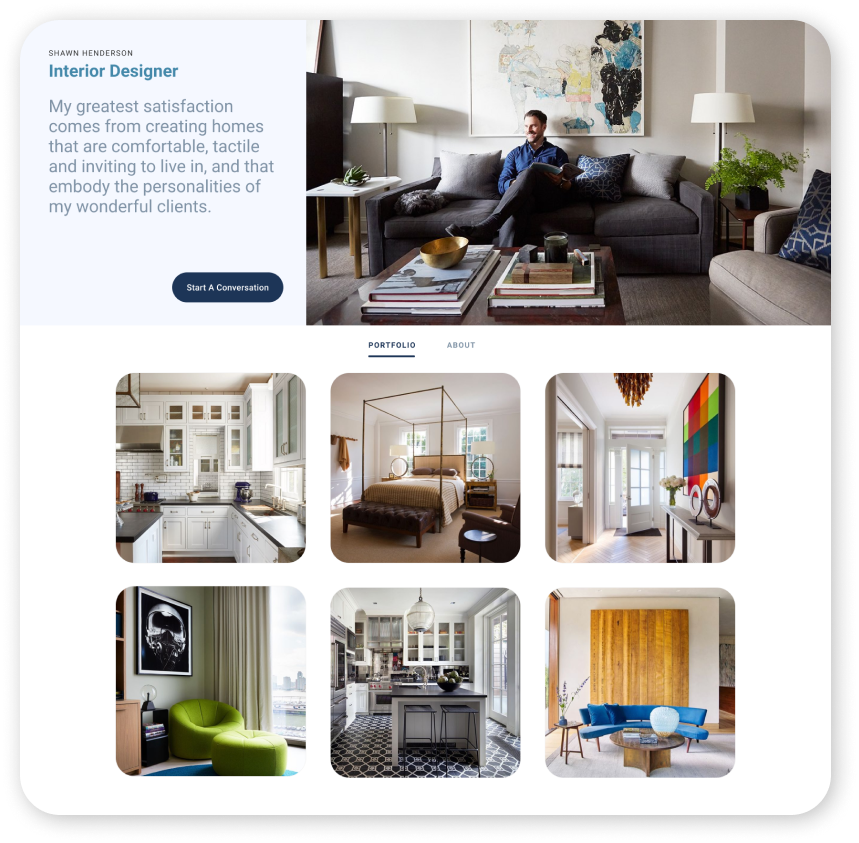 SHAWN HENDERSON
Interior Designer
My greatest satisfaction
comes from creating homes
that are comfortable, tactile
and inviting to live in, and that
embody the personalities of
my wonderful clients.
Start A Conversation
PORTFOLIO
ABOUT